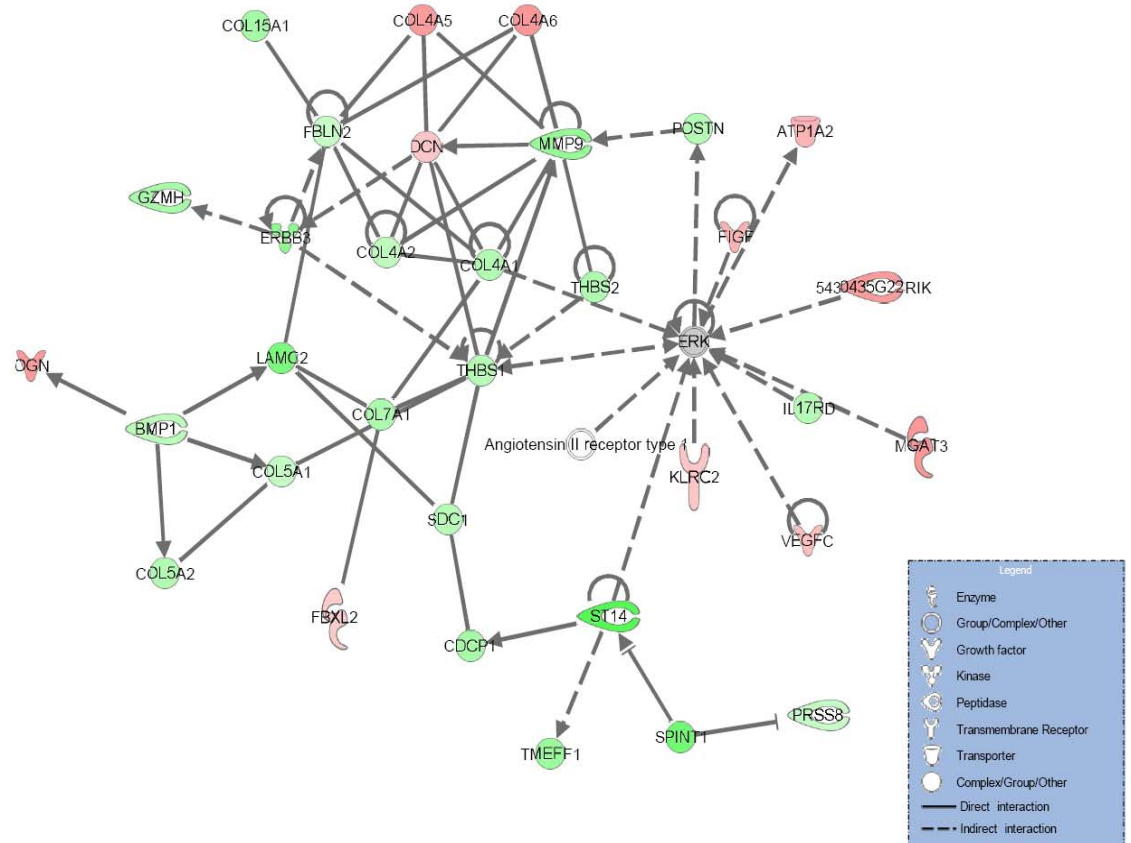 COL15A1
COL4A5
COL4A6
FBLN2
DCN
MMP9
POSTN
ATP1A2
GZMH
ERBB3
COL4A2
COL4A1
THBS2
FIGF
5430435G22RIK
ERK
OGN
LAMC2
THBS1
COL7A1
IL17RD
BMP1
COL5A1
Angiotensin II receptor type 1
KLRC2
MGAT3
SDC1
VEGFC
COL5A2
FBXL2
ST14
CDCP1
PRSS8
SPINT1
TMEFF1
Legend
Enzyme
Group/Complex/Other
Growth factor
Kinase
Peptidase
Transmembrane Receptor
Transporter
Complex/Group/Other
Direct interaction
Indirect interaction